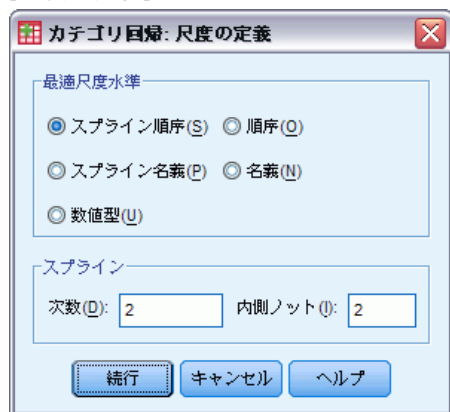 カテゴリ回帰: 尺度の定義
最適尺度水準
スプライン順序(S) 順序(O)
スプライン名義(P) 名義(N)
数値型(U)
スプライン
次数(D): 2 内側ノット(I): 2
続行 キャンセル ヘルプ